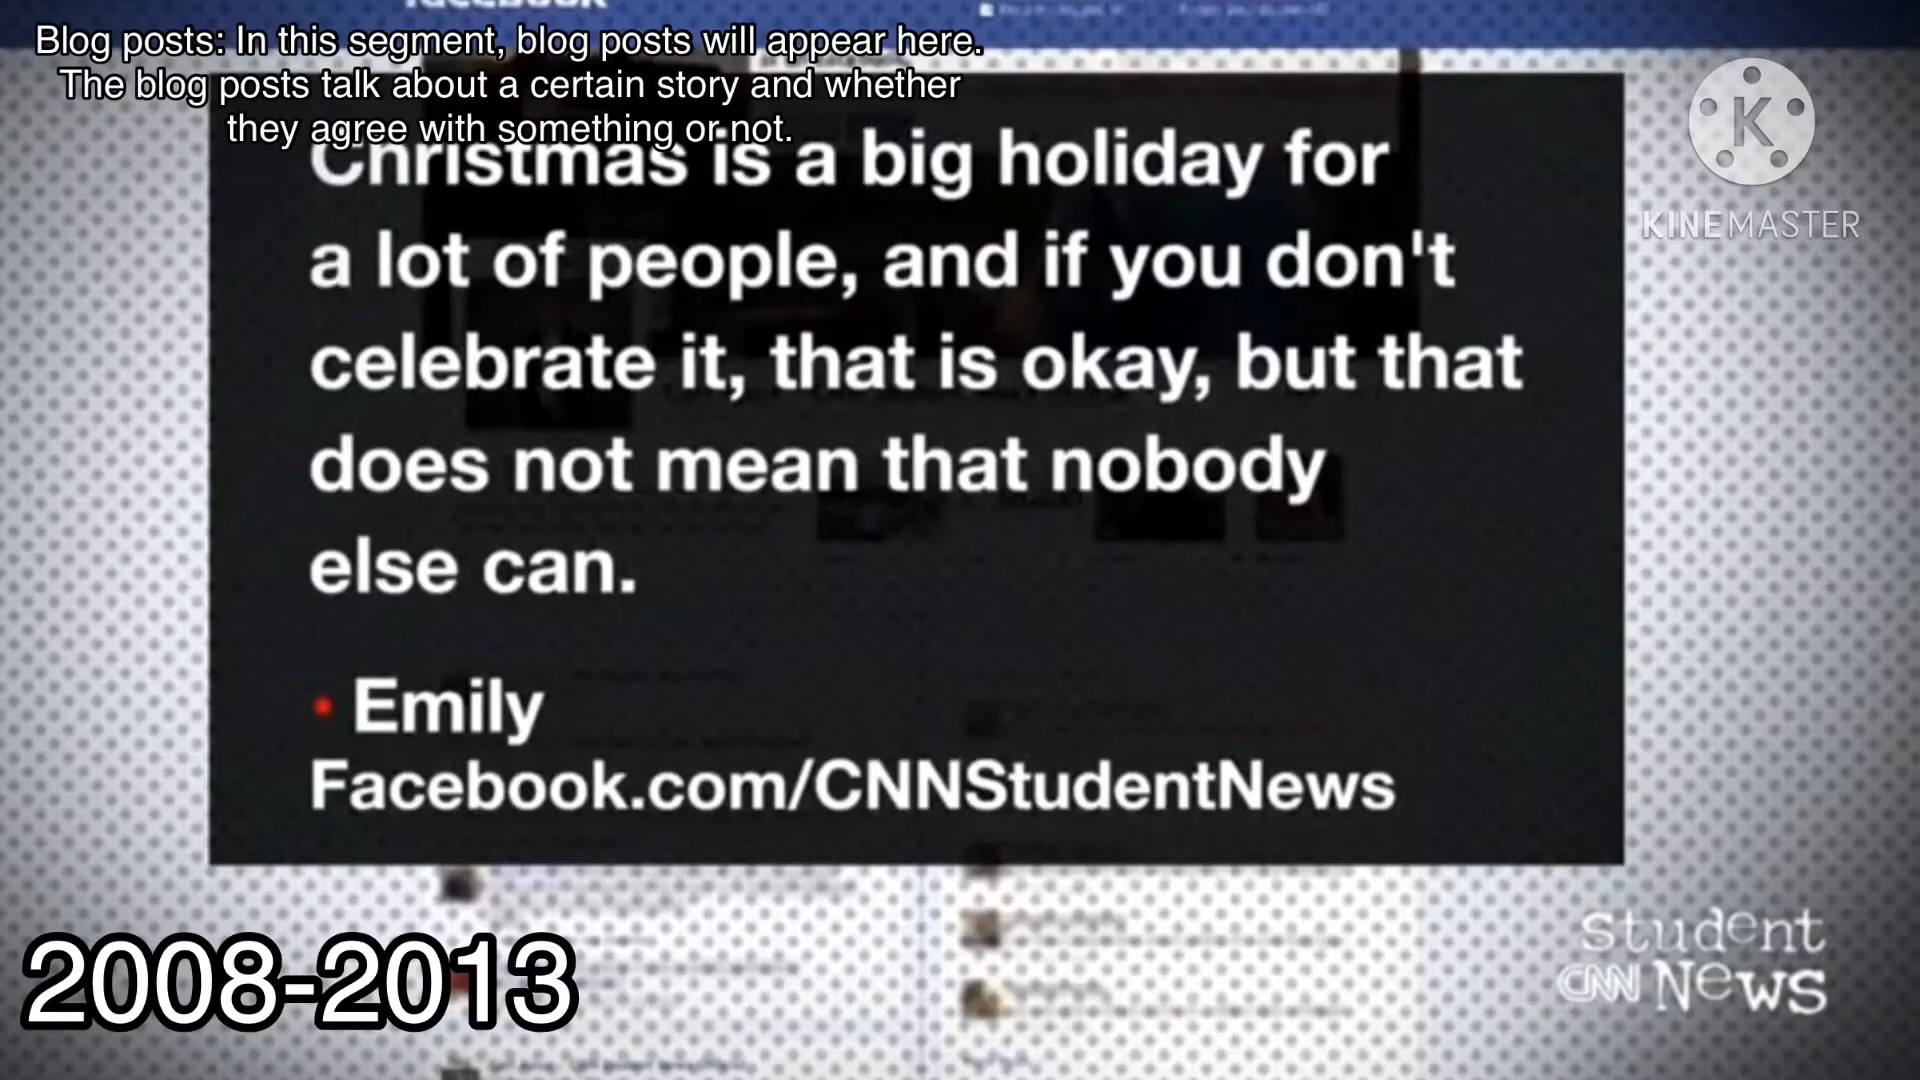 facebook
Blog posts: In this segment, blog posts will appear here.
The blog posts talk about a certain story and whether
they agree with something or not.
K
KINEMASTER
Christmas is a big holiday for
a lot of people, and if you don't
celebrate it, that is okay, but that
does not mean that nobody
else can.
• Emily
Facebook.com/CNNStudentNews
2008-2013
student
CNN News